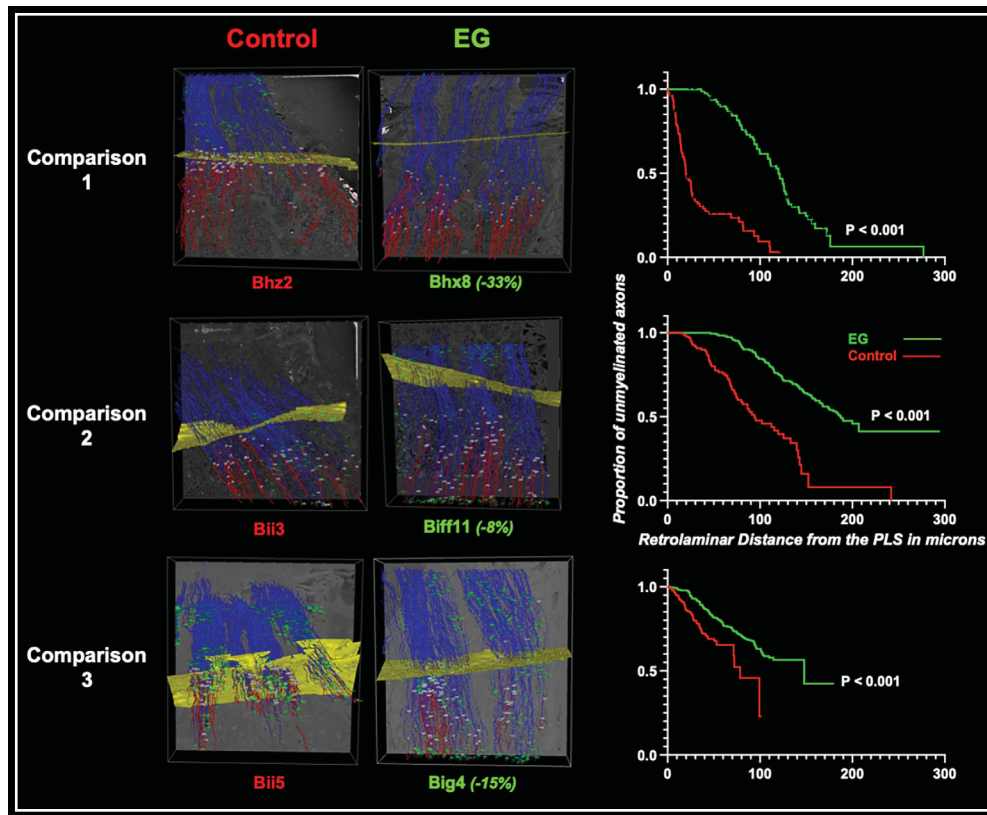 Control
EG
Comparison
1
Bhz2
Bhx8 (-33%)
Comparison
2
Bii3
Biff11 (-8%)
Comparison
3
Bii5
Big4 (-15%)
Proportion of unmyelinated axons
1.0
0.5
0.0
0
100
200
300
P < 0.001
1.0
0.5
0.0
0
100
200
300
EG
Control
P < 0.001
Retrolaminar Distance from the PLS in microns
1.0
0.5
0.0
0
100
200
300
P < 0.001